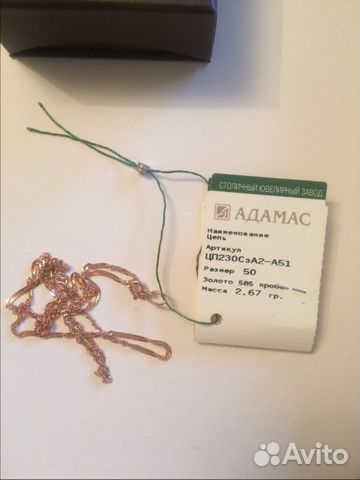 СТОЛИЧНЫЙ ЮВЕЛИРНЫЙ ЗАВОД
АДАМАС
Наименование
Цепь
Артикул
ЦП230СзА2-А51
Размер 50
Золото 585 пробы
Масса 2.67 гр.
Avito